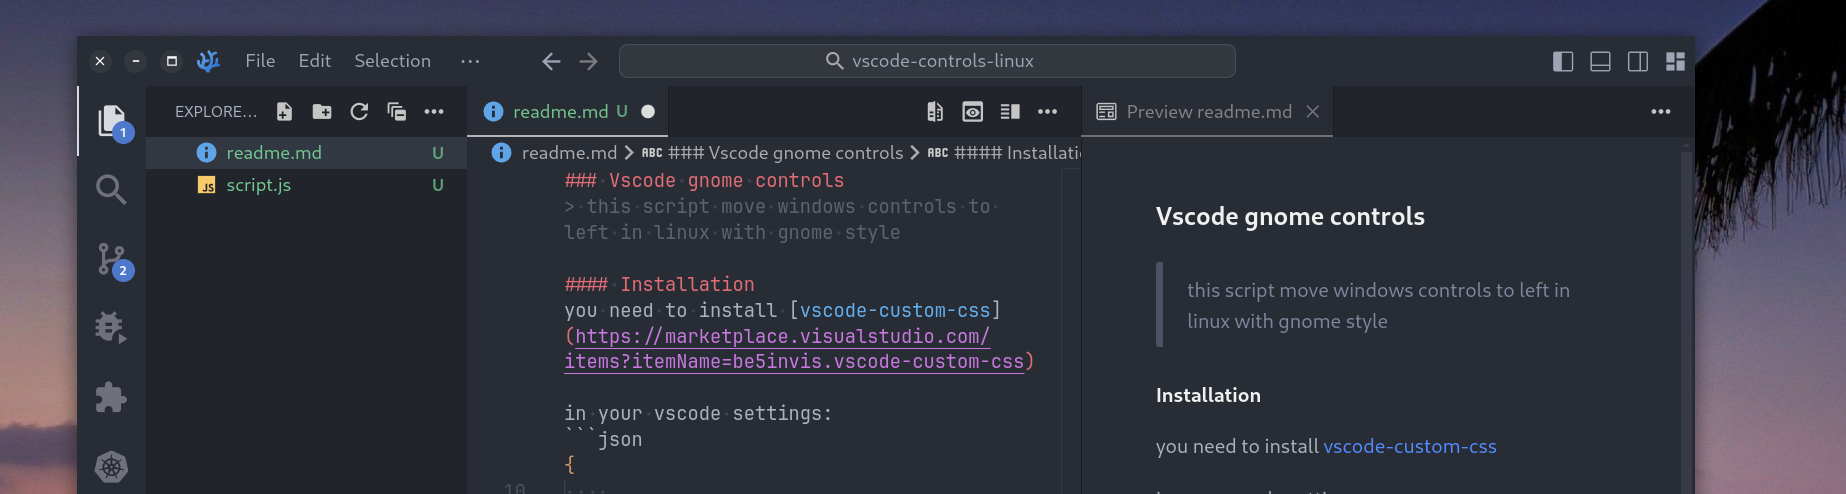 File Edit Selection ···
vscode-controls-linux
EXPLORE...
1
readme.md U
JS script.js U
2
readme.md U
Preview readme.md
readme.md > ABC ### Vscode gnome controls > ABC #### Installati
### Vscode gnome controls
> this script move windows controls to
left in linux with gnome style
#### Installation
you need to install [vscode-custom-css]
(https://marketplace.visualstudio.com/
items?itemName=be5invis.vscode-custom-css)
in your vscode settings:
```json
{
10
Vscode gnome controls
this script move windows controls to left in
linux with gnome style
Installation
you need to install vscode-custom-css